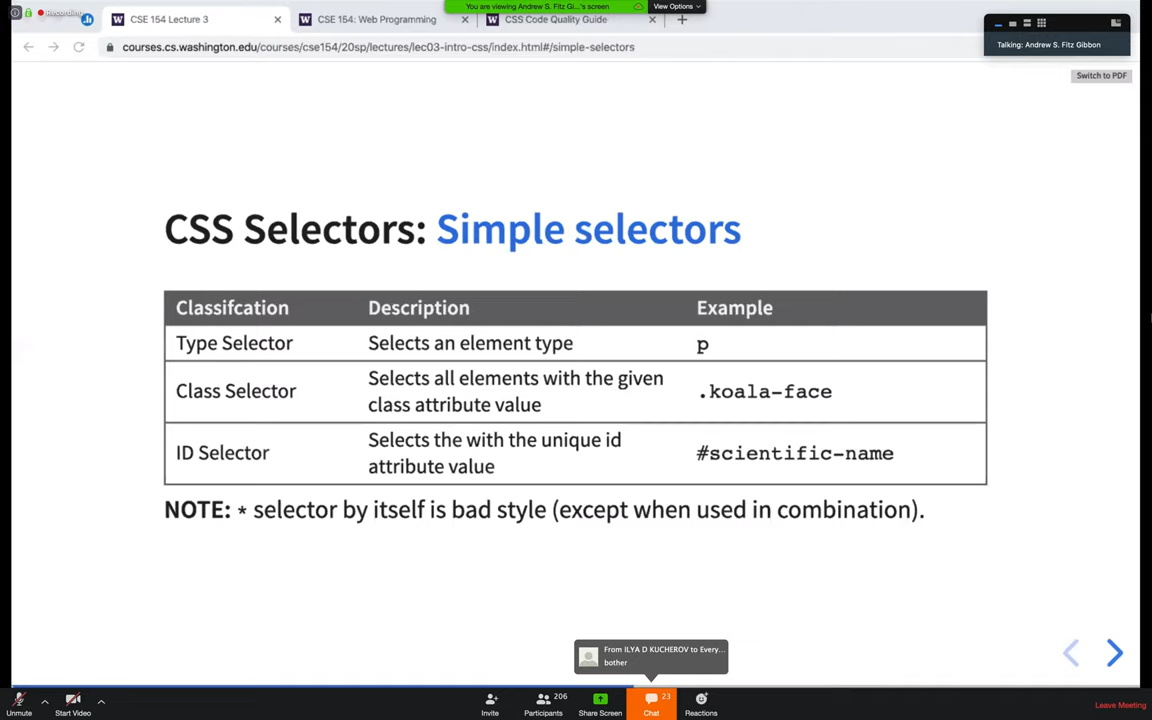 Recording
CSE 154 Lecture 3
CSE 154: Web Programming
You are viewing Andrew S. Fitz Gi...'s screen
View Options
CSS Code Quality Guide
courses.cs.washington.edu/courses/cse154/20sp/lectures/lec03-intro-css/index.html#/simple-selectors
Talking: Andrew S. Fitz Gibbon
Switch to PDF
CSS Selectors: Simple selectors
Classifcation Description Example
Type Selector Selects an element type p
Class Selector Selects all elements with the given class attribute value .koala-face
ID Selector Selects the with the unique id attribute value #scientific-name
NOTE: * selector by itself is bad style (except when used in combination).
From ILYA D KUCHEROV to Every...
bother
Unmute
Start Video
Invite
206
Participants
Share Screen
23
Chat
Reactions
Leave Meeting